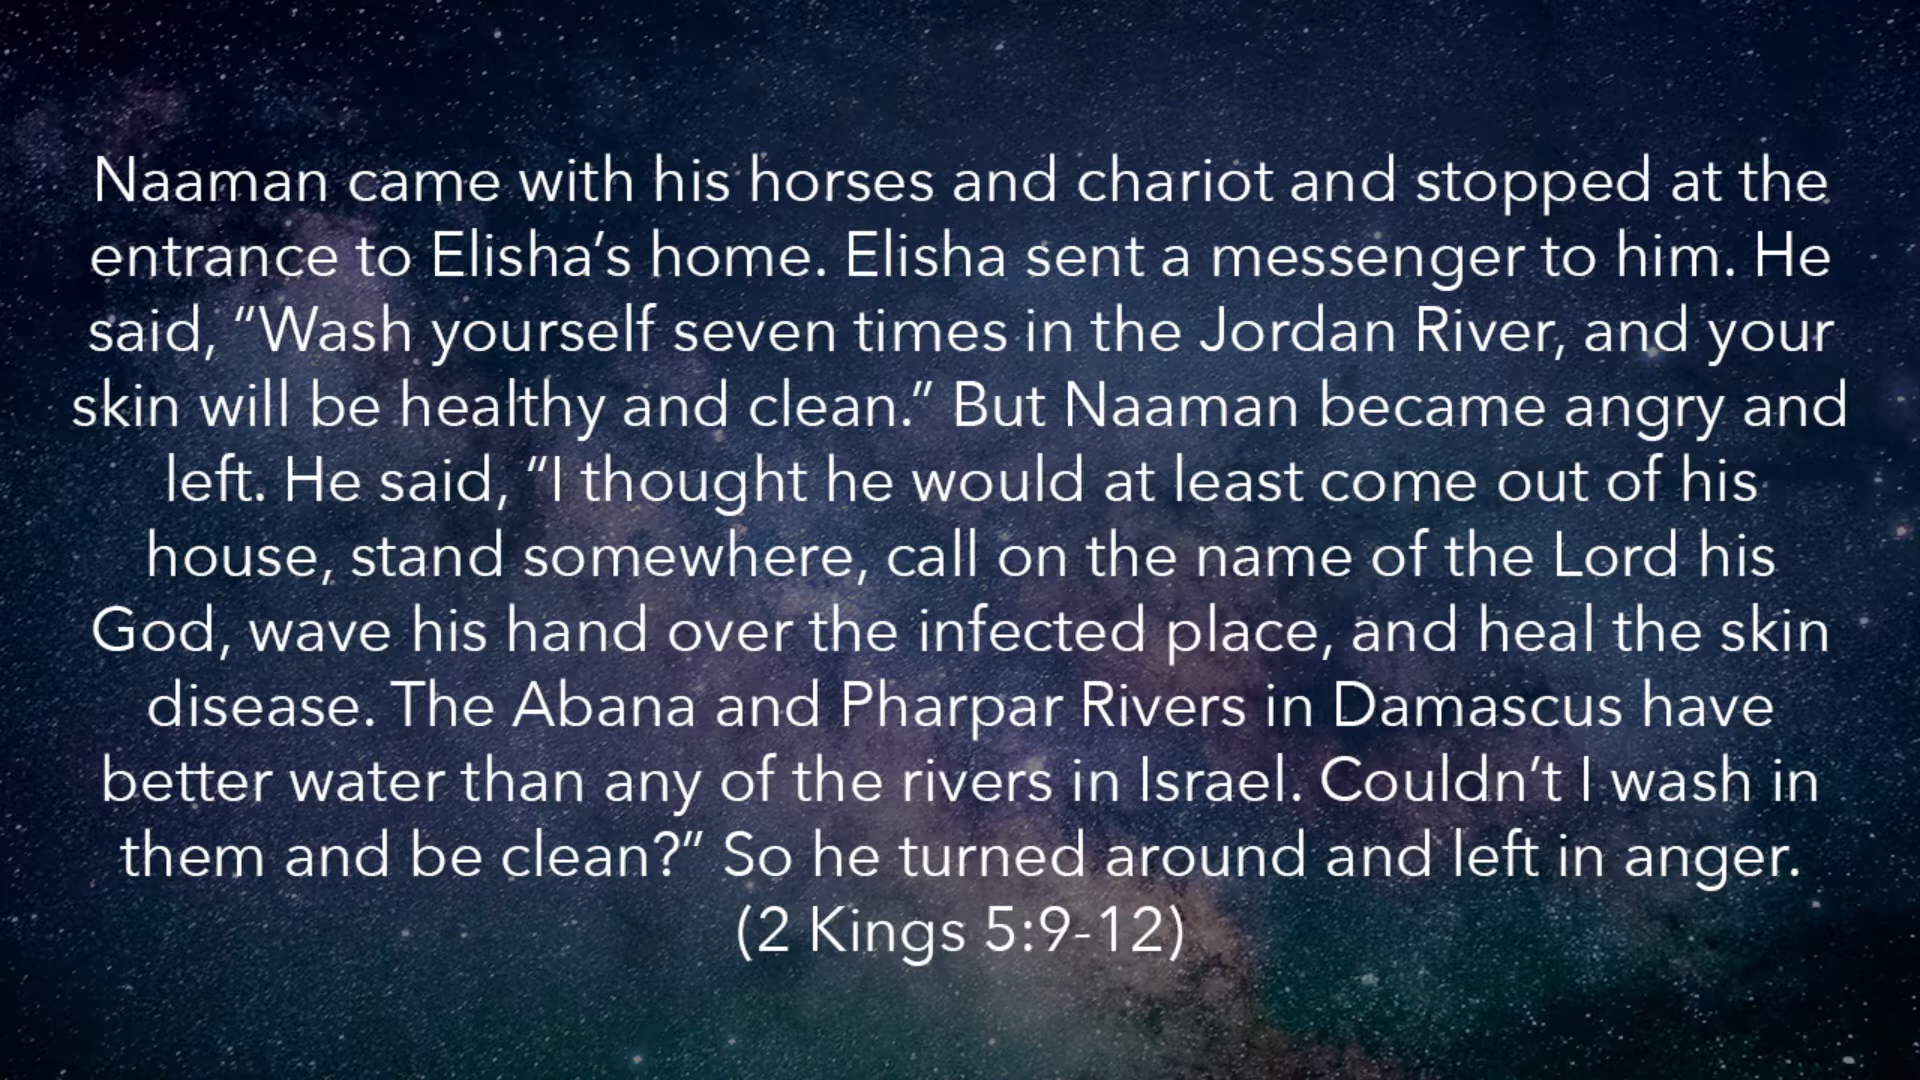 Naaman came with his horses and chariot and stopped at the
entrance to Elisha’s home. Elisha sent a messenger to him. He
said, “Wash yourself seven times in the Jordan River, and your
skin will be healthy and clean.” But Naaman became angry and
left. He said, “I thought he would at least come out of his
house, stand somewhere, call on the name of the Lord his
God, wave his hand over the infected place, and heal the skin
disease. The Abana and Pharpar Rivers in Damascus have
better water than any of the rivers in Israel. Couldn’t I wash in
them and be clean?” So he turned around and left in anger.
(2 Kings 5:9-12)